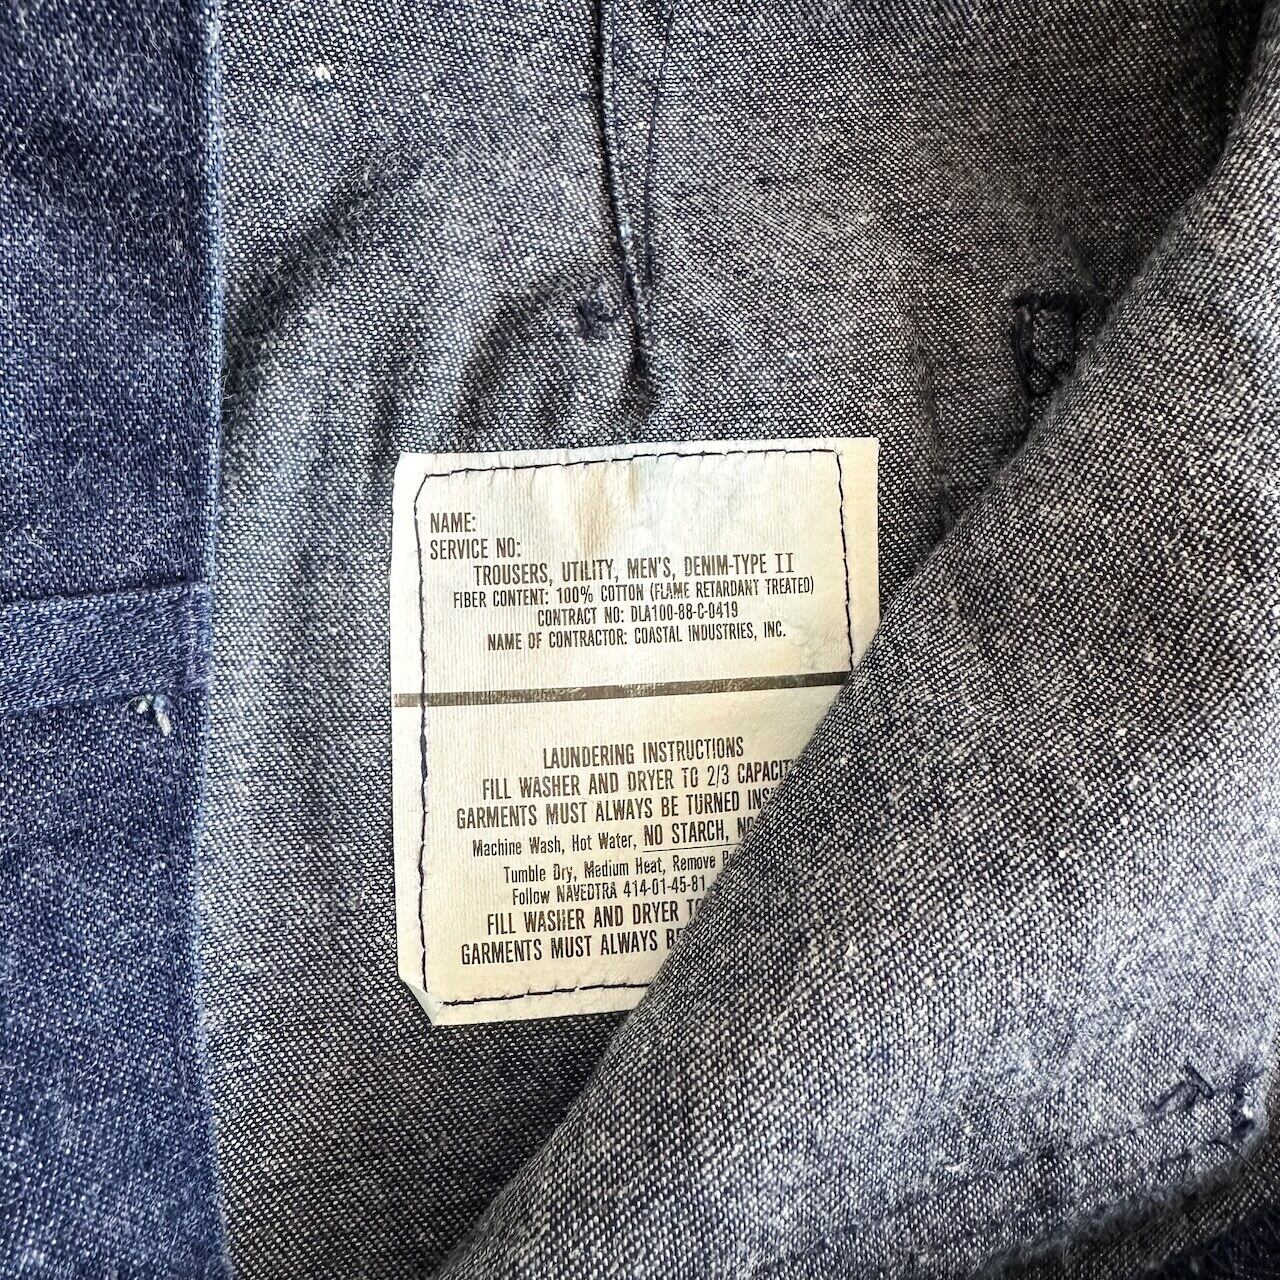 NAME:
SERVICE NO:
TROUSERS, UTILITY, MEN'S, DENIM-TYPE II
FIBER CONTENT: 100% COTTON (FLAME RETARDANT TREATED)
CONTRACT NO: DLA100-88-C-0419
NAME OF CONTRACTOR: COASTAL INDUSTRIES, INC.
LAUNDERING INSTRUCTIONS
FILL WASHER AND DRYER TO 2/3
GARMENTS MUST ALWAYS BE TURNED
Machine Wash, Hot Water, NO STARCH,
Tumble Dry, Medium Heat, Remove
Follow NAVEDTRA 414-01-45-81
FILL WASHER AND DRYER
GARMENTS MUST ALWAYS